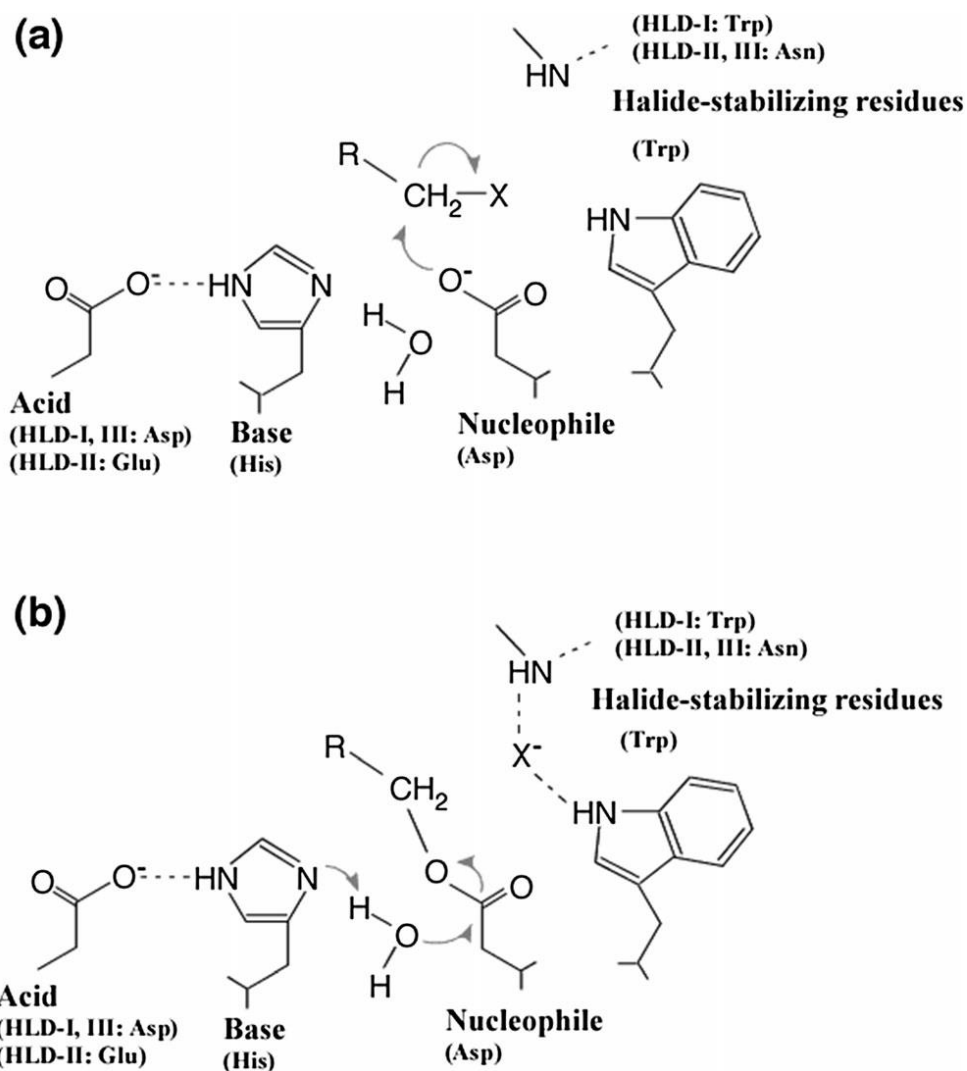 (a)
(HLD-I: Trp)
(HLD-II, III: Asn)
HN
Halide-stabilizing residues
(Trp)
R
CH2
X
HN
O
O-
HN
N
O-
O
H
O
H
Acid
(HLD-I, III: Asp)
(HLD-II: Glu)
Base
(His)
Nucleophile
(Asp)
(b)
(HLD-I: Trp)
(HLD-II, III: Asn)
HN
Halide-stabilizing residues
(Trp)
X-
R
CH2
HN
O
O-
HN
N
O
O
H
O
H
Acid
(HLD-I, III: Asp)
(HLD-II: Glu)
Base
(His)
Nucleophile
(Asp)